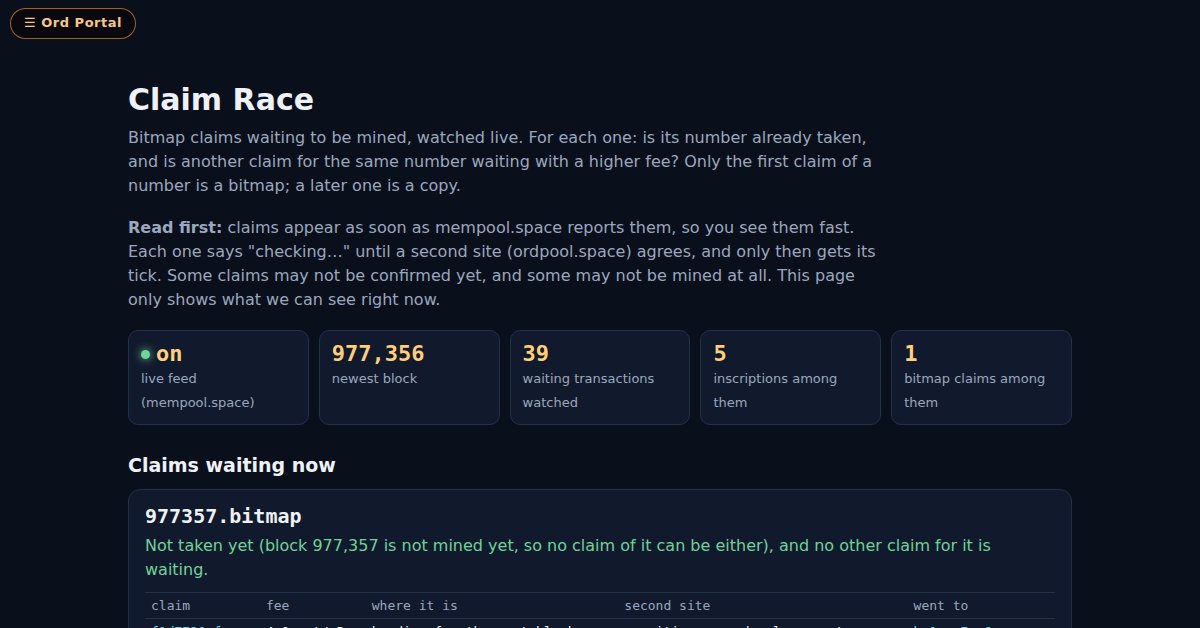 ☰ Ord Portal
Claim Race
Bitmap claims waiting to be mined, watched live. For each one: is its number already taken,
and is another claim for the same number waiting with a higher fee? Only the first claim of a
number is a bitmap; a later one is a copy.
Read first: claims appear as soon as mempool.space reports them, so you see them fast.
Each one says "checking…" until a second site (ordpool.space) agrees, and only then gets its
tick. Some claims may not be confirmed yet, and some may not be mined at all. This page
only shows what we can see right now.
on
live feed
(mempool.space)
977,356
newest block
39
waiting transactions
watched
5
inscriptions among
them
1
bitmap claims among
them
Claims waiting now
977357.bitmap
Not taken yet (block 977,357 is not mined yet, so no claim of it can be either), and no other claim for it is
waiting.
claim fee where it is second site went to